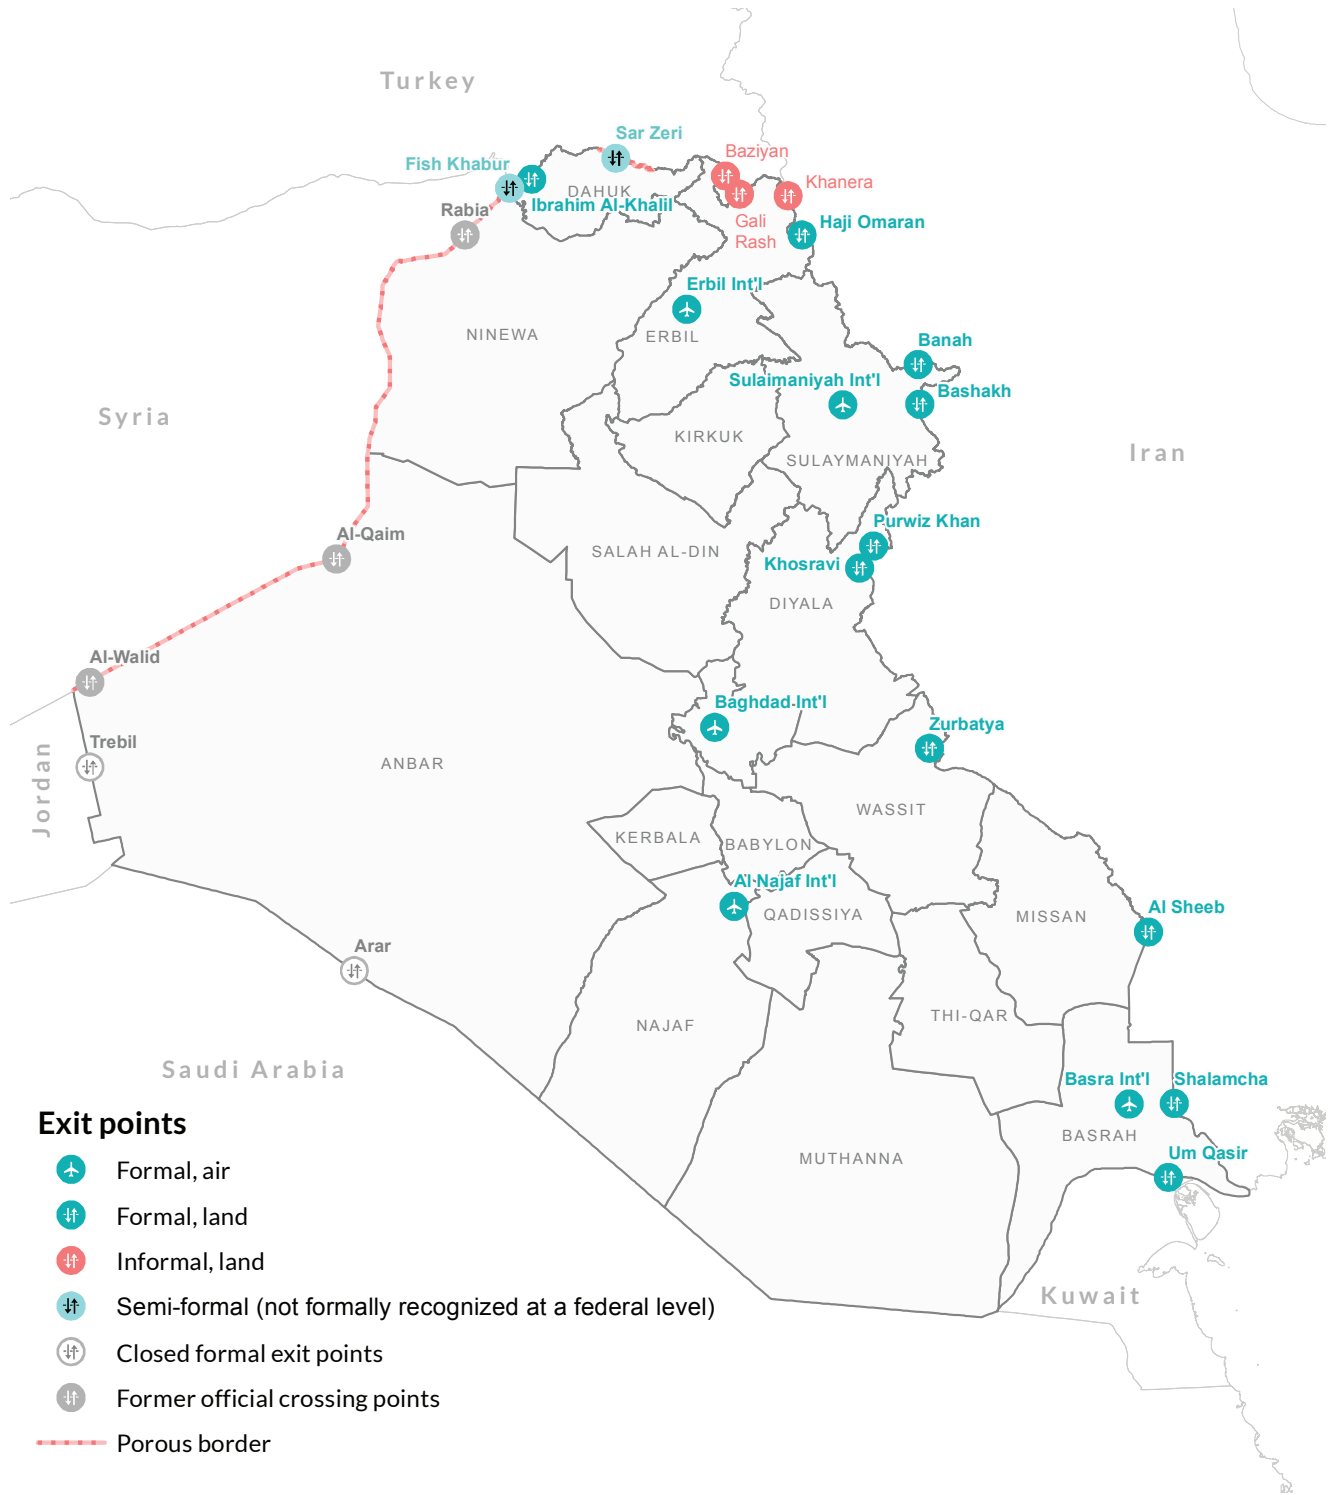 Turkey
Sar Zeri
Baziyan
Fish Khabur
Khanera
DAHUK
Ibrahim Al-Khalil
Rabia
Gali
Rash
Haji Omaran
Erbil Int'l
NINEWA
ERBIL
Banah
Sulaimaniyah Int'l
Bashakh
Syria
KIRKUK
Iran
SULAYMANIYAH
Purwiz Khan
Al-Qaim
SALAH AL-DIN
Khosravi
DIYALA
Al-Walid
Baghdad Int'l
Zurbatya
Trebil
Jordan
ANBAR
WASSIT
KERBALA
BABYLON
Al Najaf Int'l
QADISSIYA
MISSAN
Al Sheeb
Arar
THI-QAR
NAJAF
Saudi Arabia
Basra Int'l
Shalamcha
BASRAH
Um Qasir
MUTHANNA
Kuwait
Exit points
Formal, air
Formal, land
Informal, land
Semi-formal (not formally recognized at a federal level)
Closed formal exit points
Former official crossing points
Porous border